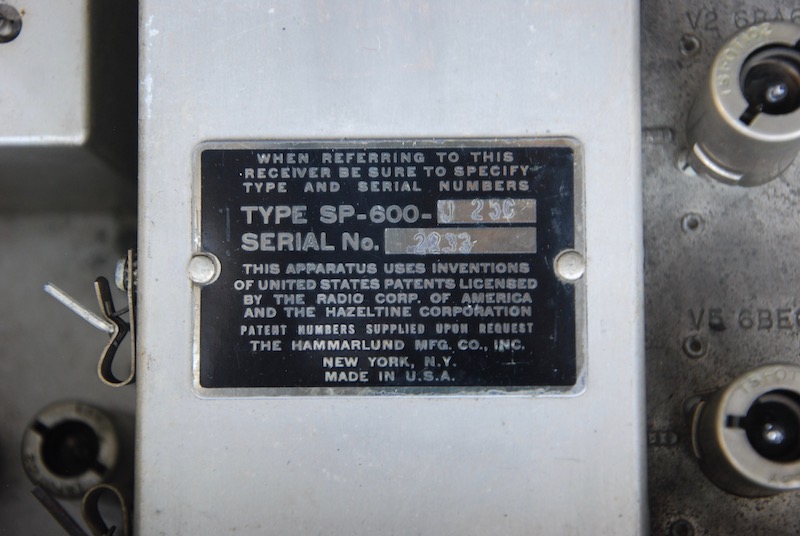 WHEN REFERRING TO THIS
RECEIVER BE SURE TO SPECIFY
TYPE AND SERIAL NUMBERS
TYPE SP-600-J 25C
SERIAL No. 2233
THIS APPARATUS USES INVENTIONS
OF UNITED STATES PATENTS LICENSED
BY THE RADIO CORP. OF AMERICA
AND THE HAZELTINE CORPORATION
PATENT NUMBERS SUPPLIED UPON REQUEST
THE HAMMARLUND MFG. CO., INC.
NEW YORK, N.Y.
MADE IN U.S.A.
V2 6BA6
V5 6BE6